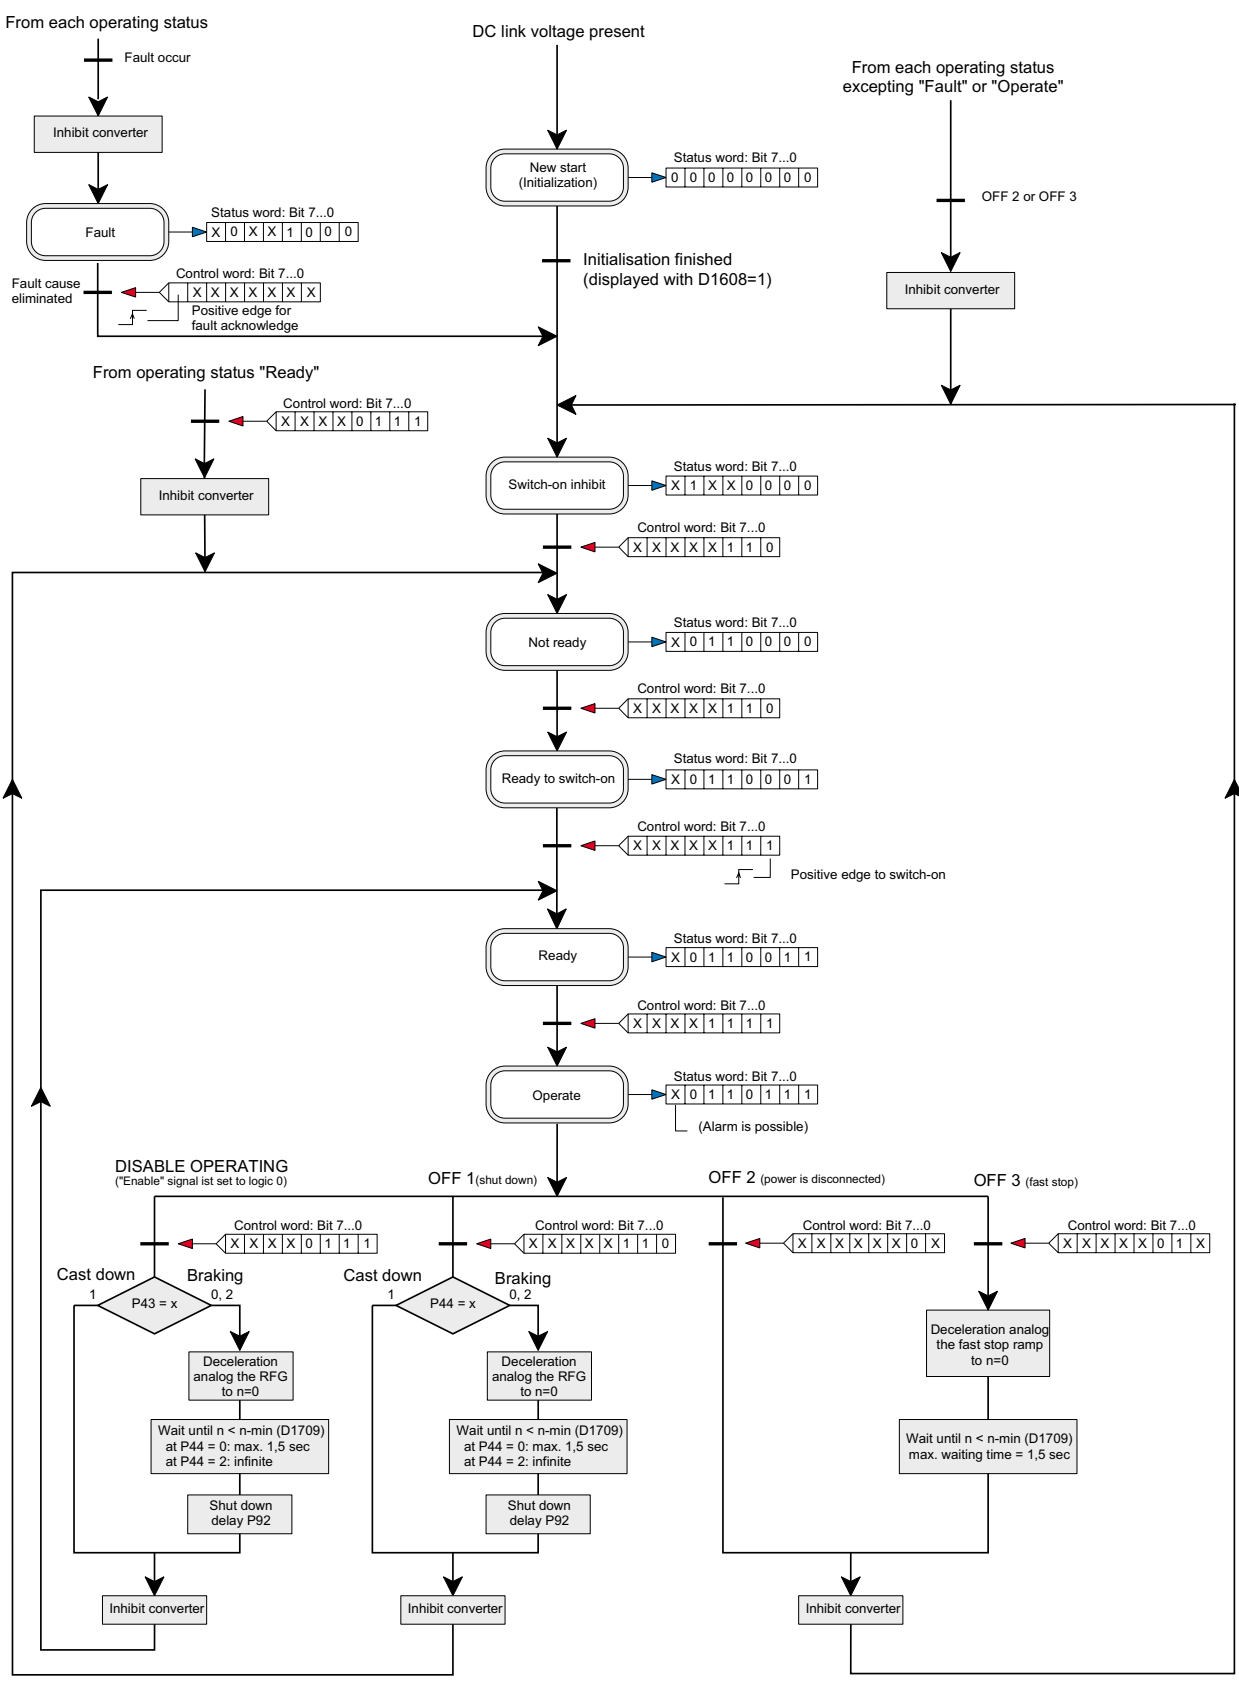 From each operating status
Fault occur
Inhibit converter
Fault
Status word: Bit 7...0
X 0 X X 1 0 0 0
Fault cause
eliminated
Control word: Bit 7...0
X X X X X X X
Positive edge for
fault acknowledge
DC link voltage present
New start
(Initialization)
Status word: Bit 7...0
0 0 0 0 0 0 0 0
Initialisation finished
(displayed with D1608=1)
From each operating status
excepting "Fault" or "Operate"
OFF 2 or OFF 3
Inhibit converter
From operating status "Ready"
Control word: Bit 7...0
X X X X 0 1 1 1
Inhibit converter
Switch-on inhibit
Status word: Bit 7...0
X 1 X X 0 0 0 0
Control word: Bit 7...0
X X X X X 1 1 0
Not ready
Status word: Bit 7...0
X 0 1 1 0 0 0 0
Control word: Bit 7...0
X X X X X 1 1 0
Ready to switch-on
Status word: Bit 7...0
X 0 1 1 0 0 0 1
Control word: Bit 7...0
X X X X X 1 1 1
Positive edge to switch-on
Ready
Status word: Bit 7...0
X 0 1 1 0 0 1 1
Control word: Bit 7...0
X X X X 1 1 1 1
Operate
Status word: Bit 7...0
X 0 1 1 0 1 1 1
(Alarm is possible)
DISABLE OPERATING
("Enable" signal ist set to logic 0)
Control word: Bit 7...0
X X X X 0 1 1 1
Cast down
1
P43 = x
Braking
0, 2
Deceleration
analog the RFG
to n=0
Wait until n < n-min (D1709)
at P44 = 0: max. 1,5 sec
at P44 = 2: infinite
Shut down
delay P92
Inhibit converter
OFF 1 (shut down)
Control word: Bit 7...0
X X X X X 1 1 0
Cast down
1
P44 = x
Braking
0, 2
Deceleration
analog the RFG
to n=0
Wait until n < n-min (D1709)
at P44 = 0: max. 1,5 sec
at P44 = 2: infinite
Shut down
delay P92
Inhibit converter
OFF 2 (power is disconnected)
Control word: Bit 7...0
X X X X X X 0 X
OFF 3 (fast stop)
Control word: Bit 7...0
X X X X X 0 1 X
Deceleration analog
the fast stop ramp
to n=0
Wait until n < n-min (D1709)
max. waiting time = 1,5 sec
Inhibit converter